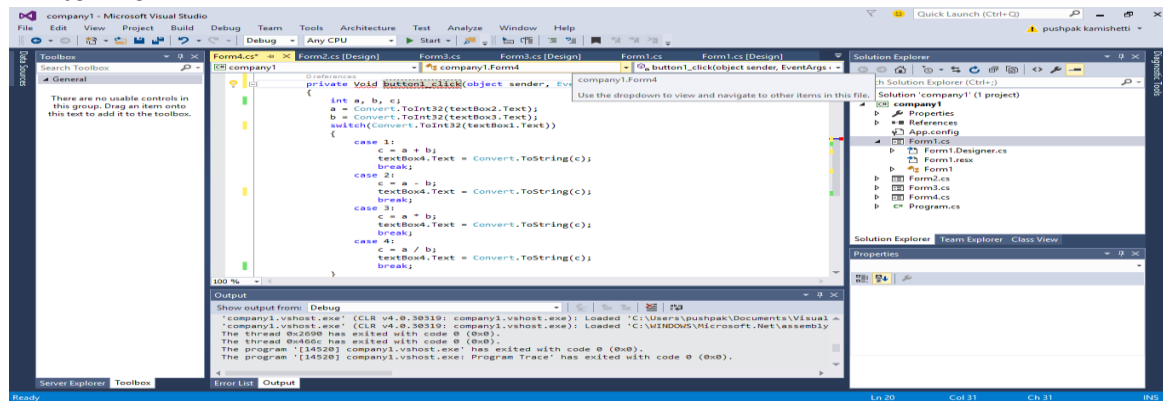 company1 - Microsoft Visual Studio
Quick Launch (Ctrl+Q)
File Edit View Project Build Debug Team Tools Architecture Test Analyze Window Help
pushpak kamishetti
Debug Any CPU Start
Data Sources
Toolbox
Search Toolbox
General
There are no usable controls in
this group. Drag an item onto
this text to add it to the toolbox.
Server Explorer Toolbox
Form4.cs* Form2.cs [Design] Form3.cs Form3.cs [Design] Form1.cs Form1.cs [Design]
company1 company1.Form4 button1_click(object sender, EventArgs
0 references
private Void button1_click(object sender, Eve
company1.Form4
Use the dropdown to view and navigate to other items in this file.
{
int a, b, c;
a = Convert.ToInt32(textBox2.Text);
b = Convert.ToInt32(textBox3.Text);
switch(Convert.ToInt32(textBox1.Text))
{
case 1:
c = a + b;
textBox4.Text = Convert.ToString(c);
break;
case 2:
c = a - b;
textBox4.Text = Convert.ToString(c);
break;
case 3:
c = a * b;
textBox4.Text = Convert.ToString(c);
break;
case 4:
c = a / b;
textBox4.Text = Convert.ToString(c);
break;
}
100 %
Output
Show output from: Debug
'company1.vshost.exe' (CLR v4.0.30319: company1.vshost.exe): Loaded 'C:\Users\pushpak\Documents\Visual
'company1.vshost.exe' (CLR v4.0.30319: company1.vshost.exe): Loaded 'C:\WINDOWS\Microsoft.Net\assembly
The thread 0x2690 has exited with code 0 (0x0).
The thread 0x466c has exited with code 0 (0x0).
The program '[14520] company1.vshost.exe' has exited with code 0 (0x0).
The program '[14520] company1.vshost.exe: Program Trace' has exited with code 0 (0x0).
Error List Output
Solution Explorer
ch Solution Explorer (Ctrl+;)
Solution 'company1' (1 project)
company1
Properties
References
App.config
Form1.cs
Form1.Designer.cs
Form1.resx
Form1
Form2.cs
Form3.cs
Form4.cs
Program.cs
Solution Explorer Team Explorer Class View
Properties
Diagnostic Tools
Ready Ln 20 Col 31 Ch 31 INS